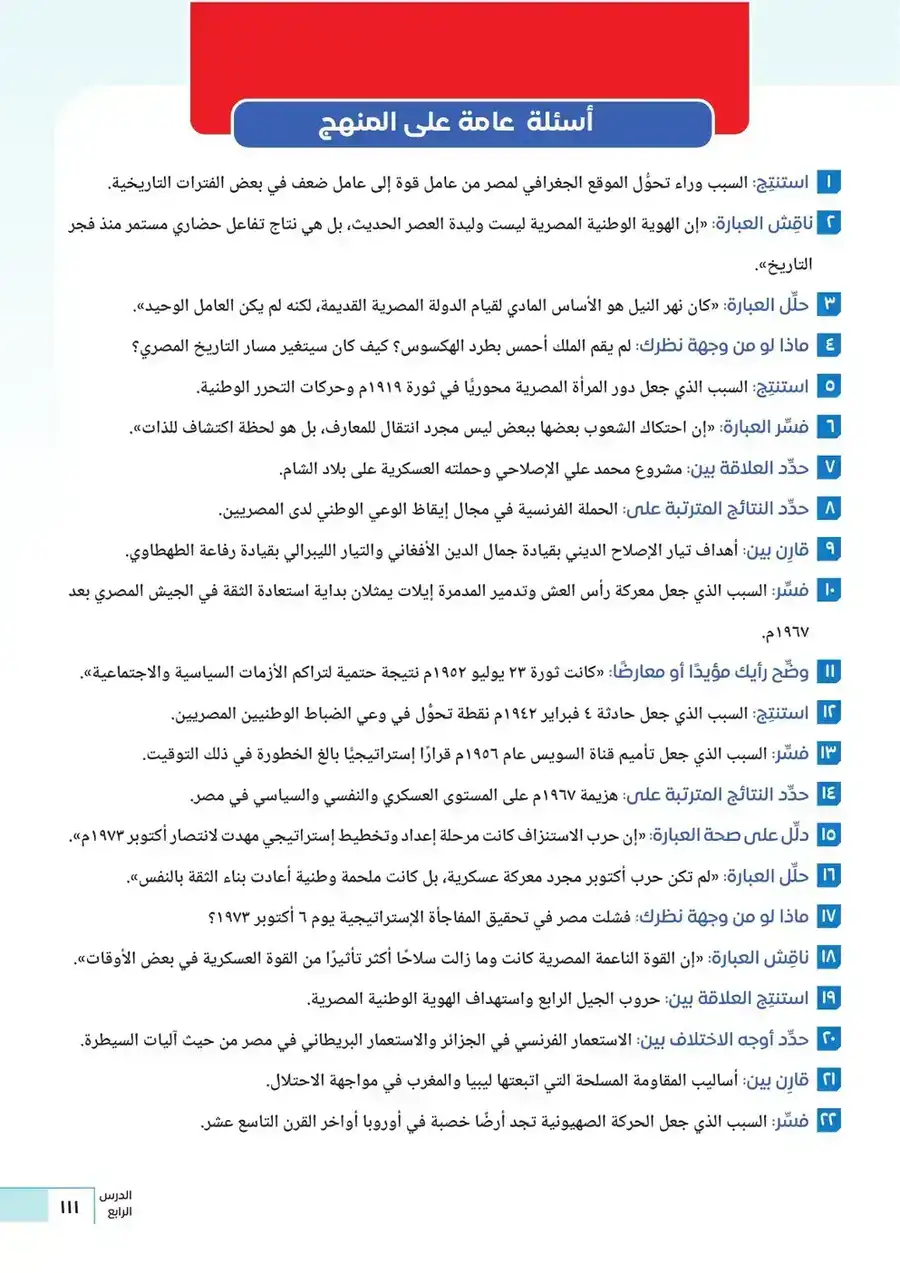 أسئلة عامة على المنهج
١ استنتِج: السبب وراء تحوُّل الموقع الجغرافي لمصر من عامل قوة إلى عامل ضعف في بعض الفترات التاريخية.
٢ ناقِش العبارة: «إن الهوية الوطنية المصرية ليست وليدة العصر الحديث، بل هي نتاج تفاعل حضاري مستمر منذ فجر
التاريخ».
٣ حلِّل العبارة: «كان نهر النيل هو الأساس المادي لقيام الدولة المصرية القديمة، لكنه لم يكن العامل الوحيد».
٤ ماذا لو من وجهة نظرك: لم يقم الملك أحمس بطرد الهكسوس؟ كيف كان سيتغير مسار التاريخ المصري؟
٥ استنتِج: السبب الذي جعل دور المرأة المصرية محوريًّا في ثورة ١٩١٩م وحركات التحرر الوطنية.
٦ فسِّر العبارة: «إن احتكاك الشعوب بعضها ببعض ليس مجرد انتقال للمعارف، بل هو لحظة اكتشاف للذات».
٧ حدِّد العلاقة بين: مشروع محمد علي الإصلاحي وحملته العسكرية على بلاد الشام.
٨ حدِّد النتائج المترتبة على: الحملة الفرنسية في مجال إيقاظ الوعي الوطني لدى المصريين.
٩ قارِن بين: أهداف تيار الإصلاح الديني بقيادة جمال الدين الأفغاني والتيار الليبرالي بقيادة رفاعة الطهطاوي.
١٠ فسِّر: السبب الذي جعل معركة رأس العش وتدمير المدمرة إيلات يمثلان بداية استعادة الثقة في الجيش المصري بعد
١٩٦٧م.
١١ وضِّح رأيك مؤيدًا أو معارضًا: «كانت ثورة ٢٣ يوليو ١٩٥٢م نتيجة حتمية لتراكم الأزمات السياسية والاجتماعية».
١٢ استنتِج: السبب الذي جعل حادثة ٤ فبراير ١٩٤٢م نقطة تحوُّل في وعي الضباط الوطنيين المصريين.
١٣ فسِّر: السبب الذي جعل تأميم قناة السويس عام ١٩٥٦م قرارًا إستراتيجيًّا بالغ الخطورة في ذلك التوقيت.
١٤ حدِّد النتائج المترتبة على: هزيمة ١٩٦٧م على المستوى العسكري والنفسي والسياسي في مصر.
١٥ دلِّل على صحة العبارة: «إن حرب الاستنزاف كانت مرحلة إعداد وتخطيط إستراتيجي مهدت لانتصار أكتوبر ١٩٧٣م».
١٦ حلِّل العبارة: «لم تكن حرب أكتوبر مجرد معركة عسكرية، بل كانت ملحمة وطنية أعادت بناء الثقة بالنفس».
١٧ ماذا لو من وجهة نظرك: فشلت مصر في تحقيق المفاجأة الإستراتيجية يوم ٦ أكتوبر ١٩٧٣؟
١٨ ناقِش العبارة: «إن القوة الناعمة المصرية كانت وما زالت سلاحًا أكثر تأثيرًا من القوة العسكرية في بعض الأوقات».
١٩ استنتِج العلاقة بين: حروب الجيل الرابع واستهداف الهوية الوطنية المصرية.
٢٠ حدِّد أوجه الاختلاف بين: الاستعمار الفرنسي في الجزائر والاستعمار البريطاني في مصر من حيث آليات السيطرة.
٢١ قارِن بين: أساليب المقاومة المسلحة التي اتبعتها ليبيا والمغرب في مواجهة الاحتلال.
٢٢ فسِّر: السبب الذي جعل الحركة الصهيونية تجد أرضًا خصبة في أوروبا أواخر القرن التاسع عشر.
الدرس
الرابع
١١١